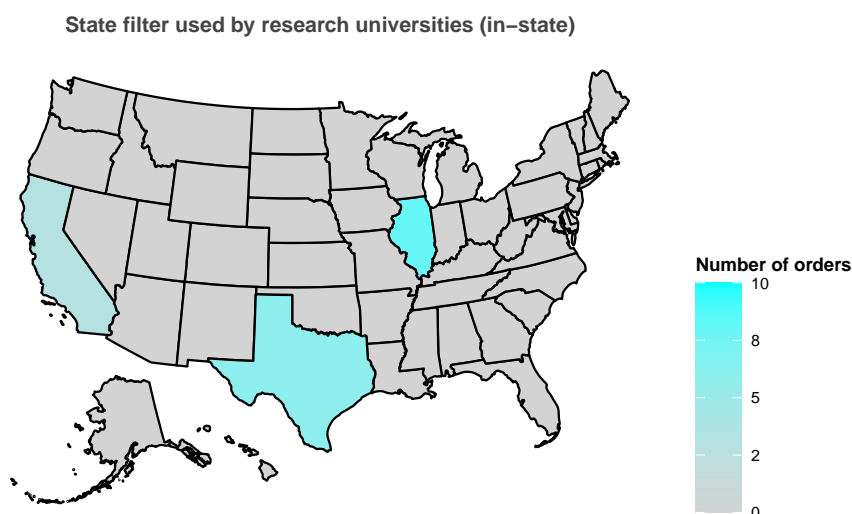 State filter used by research universities (in−state)
Number of orders
10
8
5
2
0